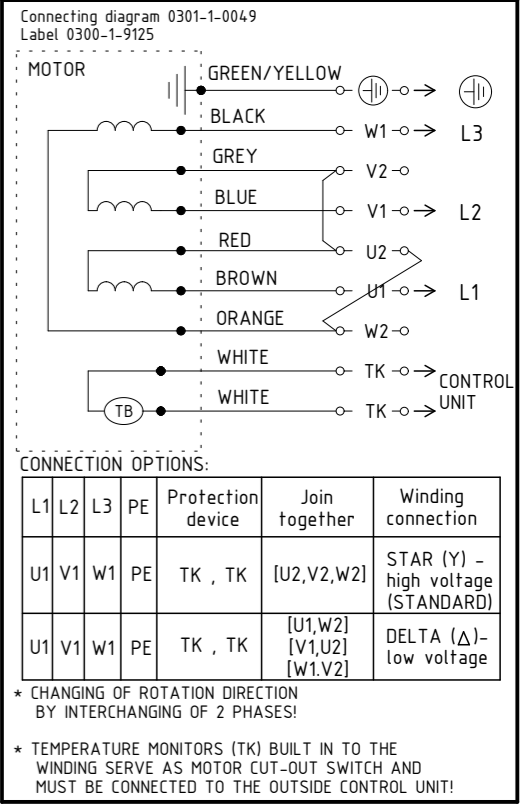 Connecting diagram 0301-1-0049
Label 0300-1-9125
MOTOR
GREEN/YELLOW
BLACK
W1
L3
GREY
V2
BLUE
V1
L2
RED
U2
BROWN
U1
L1
ORANGE
W2
WHITE
TK
CONTROL
UNIT
WHITE
TB
TK
CONNECTION OPTIONS:
L1 L2 L3 PE Protection device Join together Winding connection
U1 V1 W1 PE TK , TK [U2,V2,W2] STAR (Y) - high voltage (STANDARD)
U1 V1 W1 PE TK , TK [U1,W2] [V1,U2] [W1.V2] DELTA (△)- low voltage
* CHANGING OF ROTATION DIRECTION
BY INTERCHANGING OF 2 PHASES!
* TEMPERATURE MONITORS (TK) BUILT IN TO THE
WINDING SERVE AS MOTOR CUT-OUT SWITCH AND
MUST BE CONNECTED TO THE OUTSIDE CONTROL UNIT!